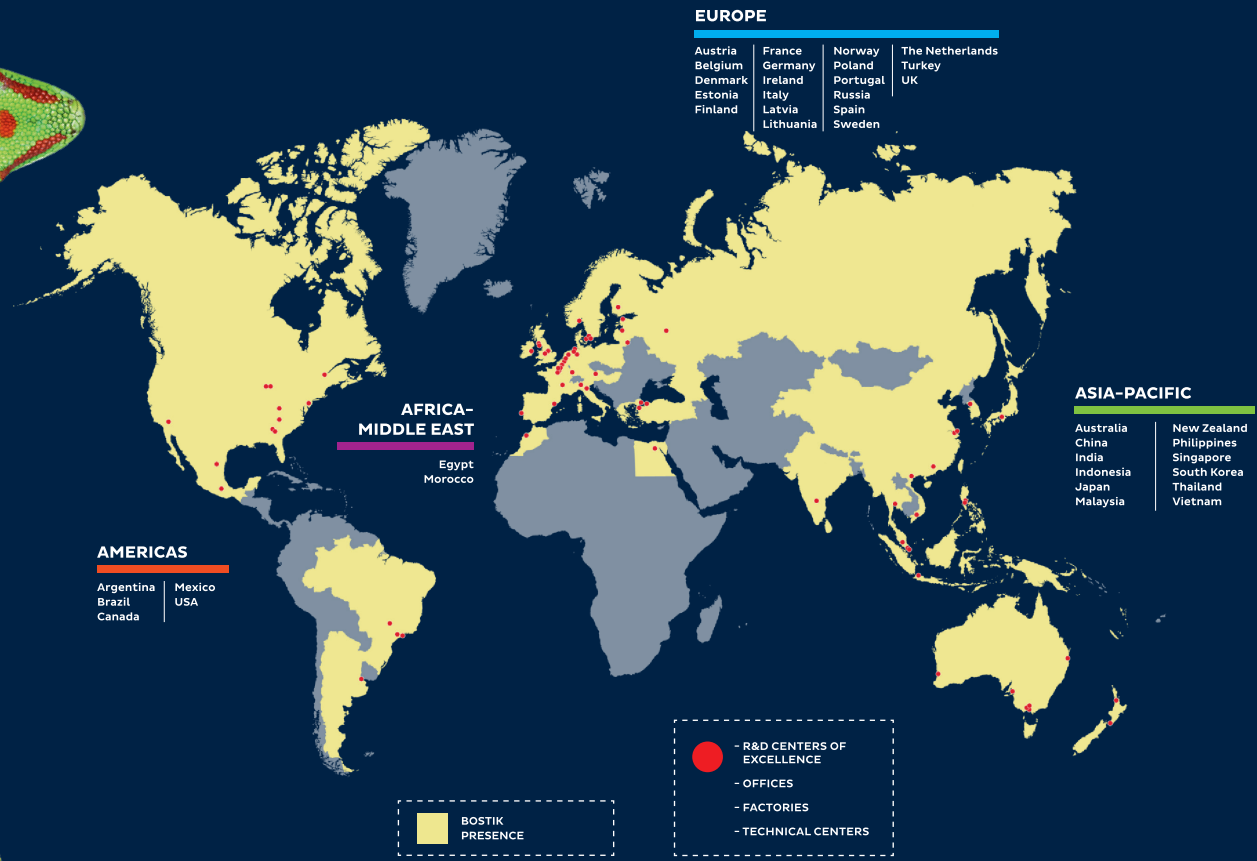 EUROPE
Austria
Belgium
Denmark
Estonia
Finland
France
Germany
Ireland
Italy
Latvia
Lithuania
Norway
Poland
Portugal
Russia
Spain
Sweden
The Netherlands
Turkey
UK
AFRICA-
MIDDLE EAST
Egypt
Morocco
ASIA-PACIFIC
Australia
China
India
Indonesia
Japan
Malaysia
New Zealand
Philippines
Singapore
South Korea
Thailand
Vietnam
AMERICAS
Argentina
Brazil
Canada
Mexico
USA
- R&D CENTERS OF
EXCELLENCE
- OFFICES
- FACTORIES
- TECHNICAL CENTERS
BOSTIK
PRESENCE